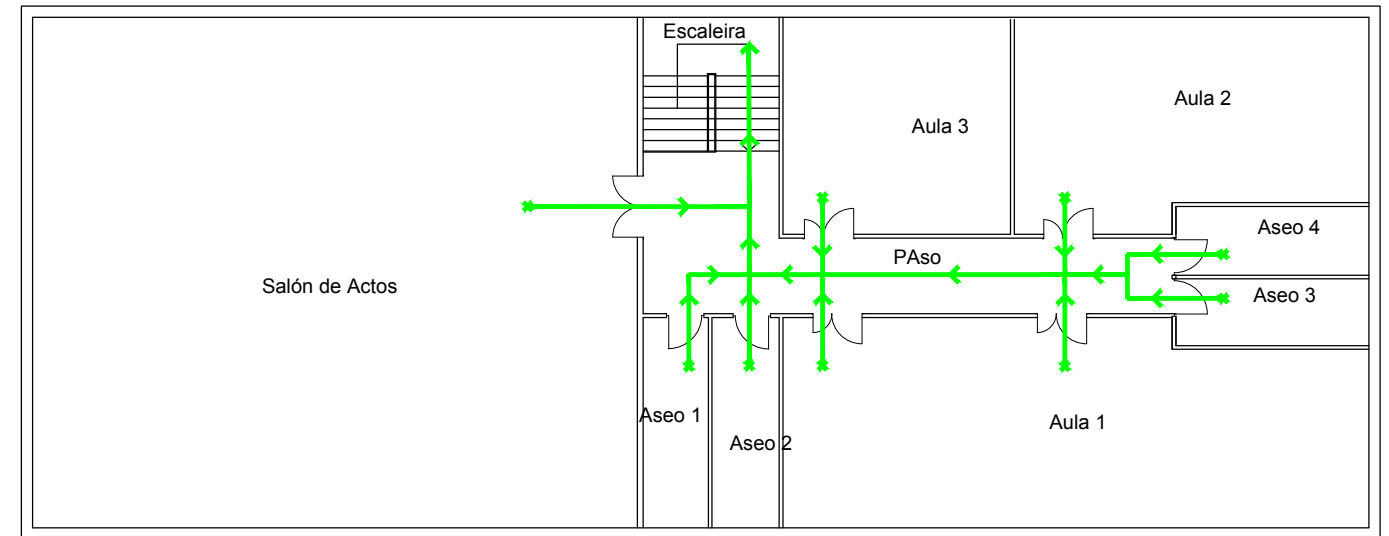 Escaleira
Aula 2
Aula 3
Aseo 4
PAso
Salón de Actos
Aseo 3
Aseo 1
Aula 1
Aseo 2